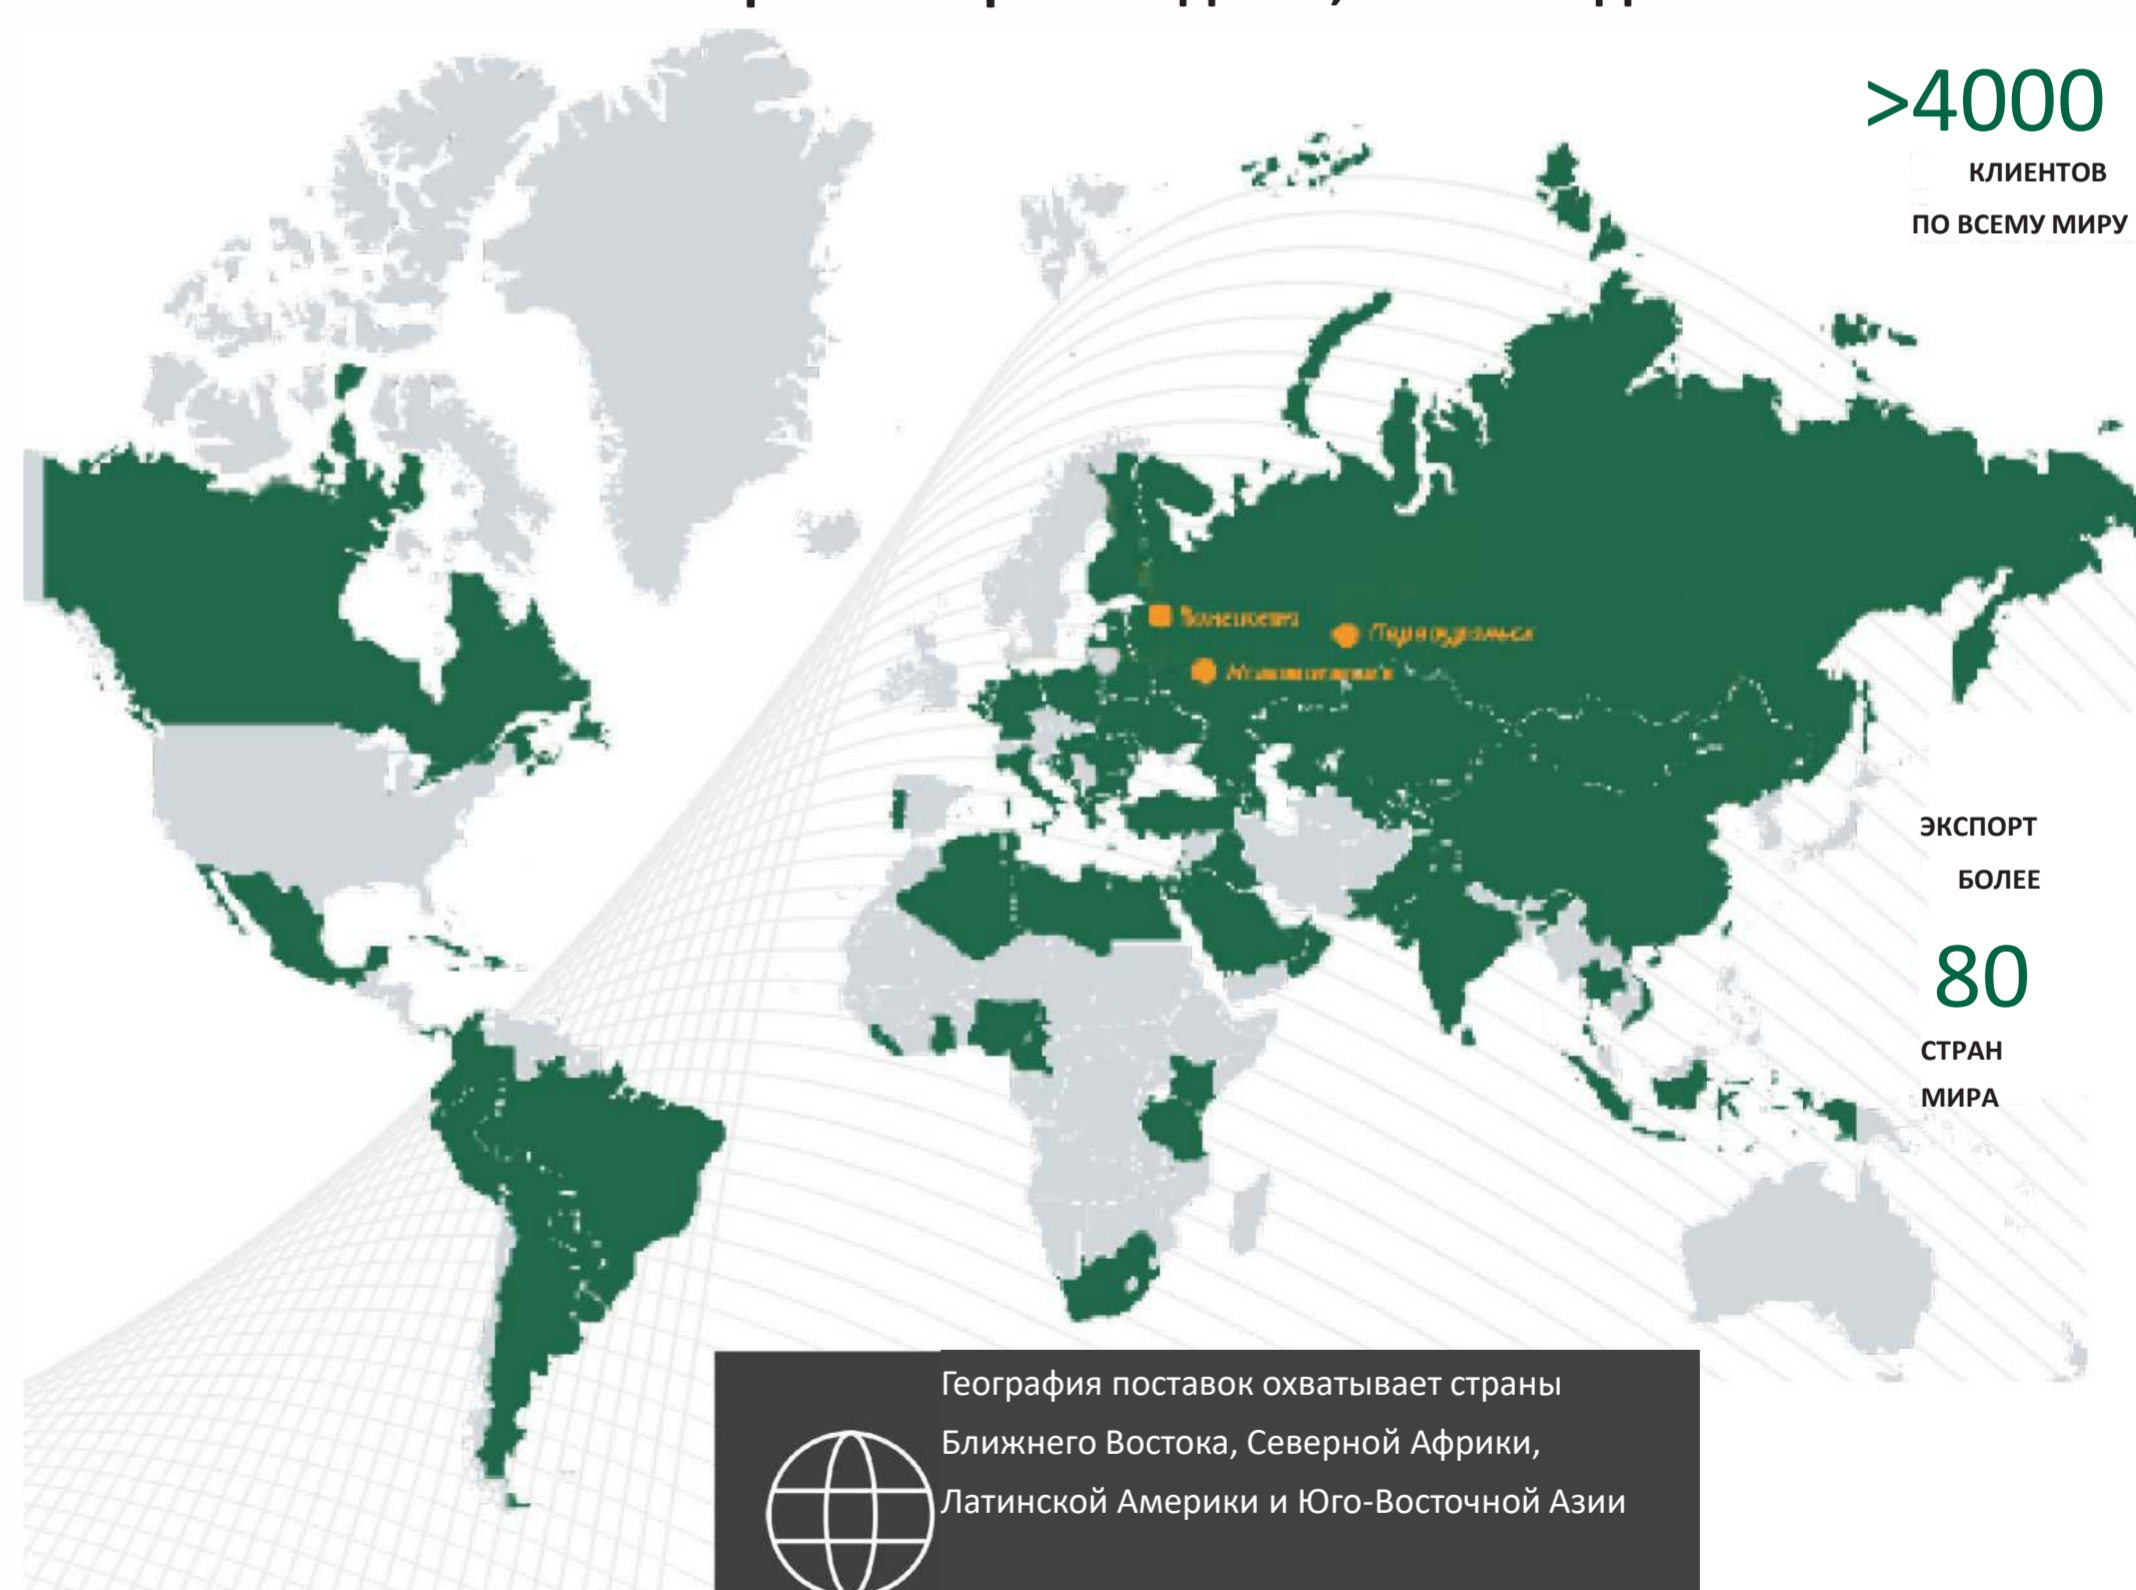 >4000
КЛИЕНТОВ
ПО ВСЕМУ МИРУ
Первоуральск
ЭКСПОРТ
БОЛЕЕ
80
СТРАН
МИРА
География поставок охватывает страны
Ближнего Востока, Северной Африки,
Латинской Америки и Юго-Восточной Азии